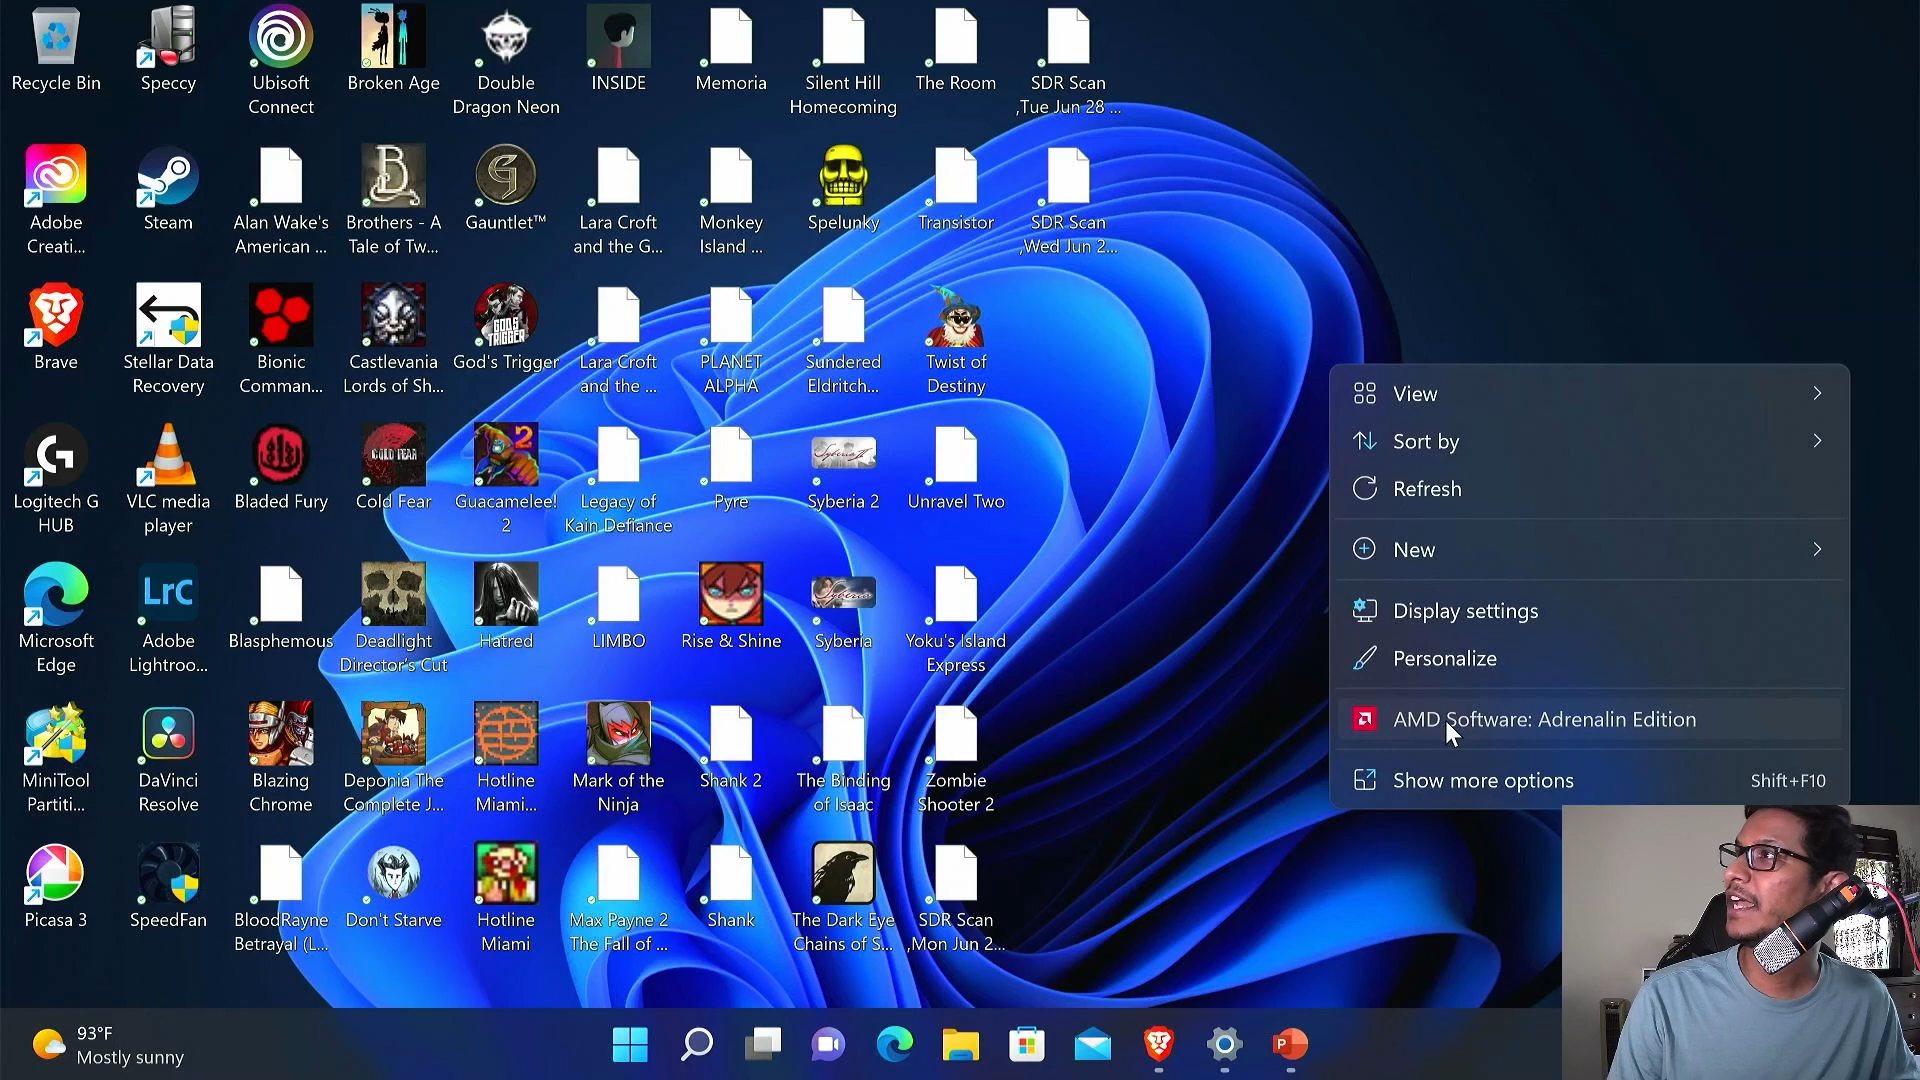 Recycle Bin
Speccy
Ubisoft
Connect
Broken Age
Double
Dragon Neon
INSIDE
Memoria
Silent Hill
Homecoming
The Room
SDR Scan
,Tue Jun 28 ...
Adobe
Creati...
Steam
Alan Wake's
American ...
Brothers - A
Tale of Tw...
Gauntlet™
Lara Croft
and the G...
Monkey
Island ...
Spelunky
Transistor
SDR Scan
,Wed Jun 2...
Brave
Stellar Data
Recovery
Bionic
Comman...
Castlevania
Lords of Sh...
GOD'S
TRIGGER
God's Trigger
Lara Croft
and the ...
PLANET
ALPHA
Sundered
Eldritch...
Twist of
Destiny
Logitech G
HUB
VLC media
player
Bladed Fury
COLD FEAR
Cold Fear
2
Guacamelee!
2
Legacy of
Kain Defiance
Pyre
Syberia II
Syberia 2
Unravel Two
Microsoft
Edge
LrC
Adobe
Lightroo...
Blasphemous
Deadlight
Director's Cut
Hatred
LIMBO
Rise & Shine
Syberia
Syberia
Yoku's Island
Express
MiniTool
Partiti...
DaVinci
Resolve
Blazing
Chrome
Deponia The
Complete J...
Hotline
Miami...
Mark of the
Ninja
Shank 2
The Binding
of Isaac
Zombie
Shooter 2
Picasa 3
SpeedFan
BloodRayne
Betrayal (L...
Don't Starve
Hotline
Miami
Max Payne 2
The Fall of ...
Shank
The Dark Eye
Chains of S...
SDR Scan
,Mon Jun 2...
View
Sort by
Refresh
New
Display settings
Personalize
AMD Software: Adrenalin Edition
Show more options
Shift+F10
93°F
Mostly sunny
P